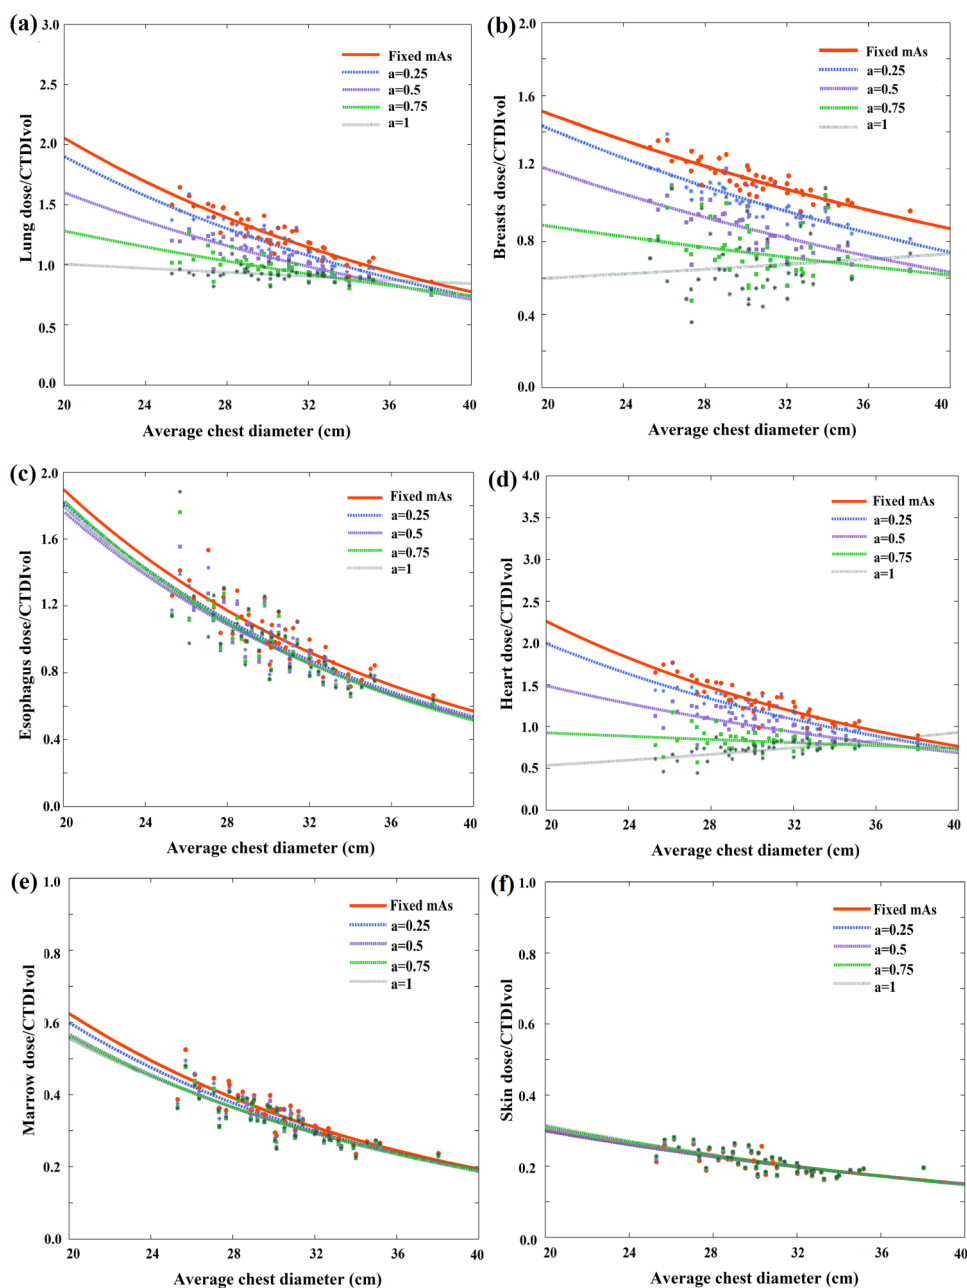 (a)
3.0
2.5
2.0
1.5
1.0
0.5
0.0
Lung dose/CTDIvol
Fixed mAs
a=0.25
a=0.5
a=0.75
a=1
20 24 28 32 36 40
Average chest diameter (cm)
(b)
2.0
1.6
1.2
0.8
0.4
0.0
Breasts dose/CTDIvol
Fixed mAs
a=0.25
a=0.5
a=0.75
a=1
20 24 28 32 36 40
Average chest diameter (cm)
(c)
2.0
1.6
1.2
0.8
0.4
0.0
Esophagus dose/CTDIvol
Fixed mAs
a=0.25
a=0.5
a=0.75
a=1
20 24 28 32 36 40
Average chest diameter (cm)
(d)
4.0
3.5
3.0
2.5
2.0
1.5
1.0
0.5
0.0
Heart dose/CTDIvol
Fixed mAs
a=0.25
a=0.5
a=0.75
a=1
20 24 28 32 36 40
Average chest diameter (cm)
(e)
1.0
0.8
0.6
0.4
0.2
0.0
Marrow dose/CTDIvol
Fixed mAs
a=0.25
a=0.5
a=0.75
a=1
20 24 28 32 36 40
Average chest diameter (cm)
(f)
1.0
0.8
0.6
0.4
0.2
0.0
Skin dose/CTDIvol
Fixed mAs
a=0.25
a=0.5
a=0.75
a=1
20 24 28 32 36 40
Average chest diameter (cm)